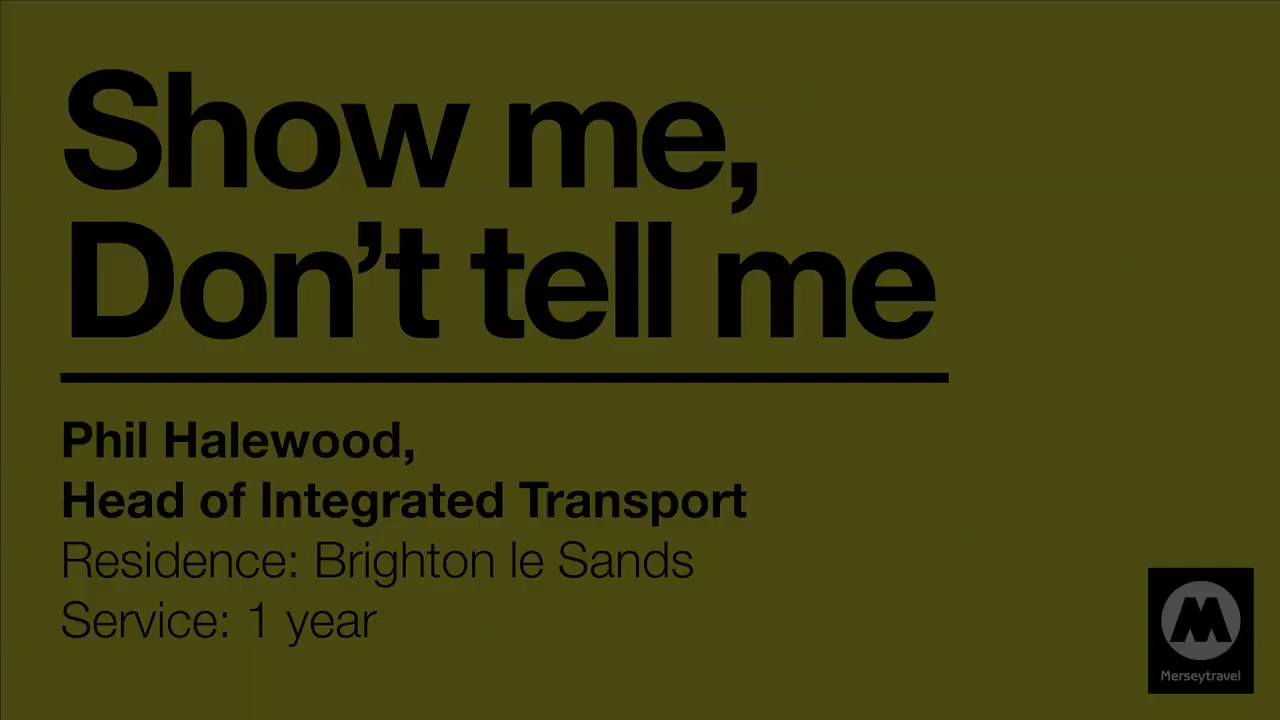 Show me,
Don't tell me
Phil Halewood,
Head of Integrated Transport
Residence: Brighton le Sands
Service: 1 year
M
Merseytravel